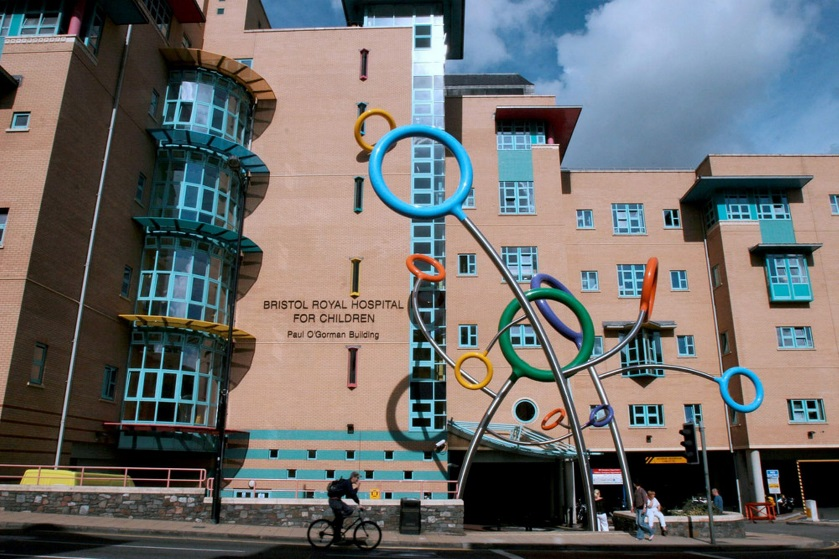 BRISTOL ROYAL HOSPITAL
FOR CHILDREN
Paul O'Gorman Building